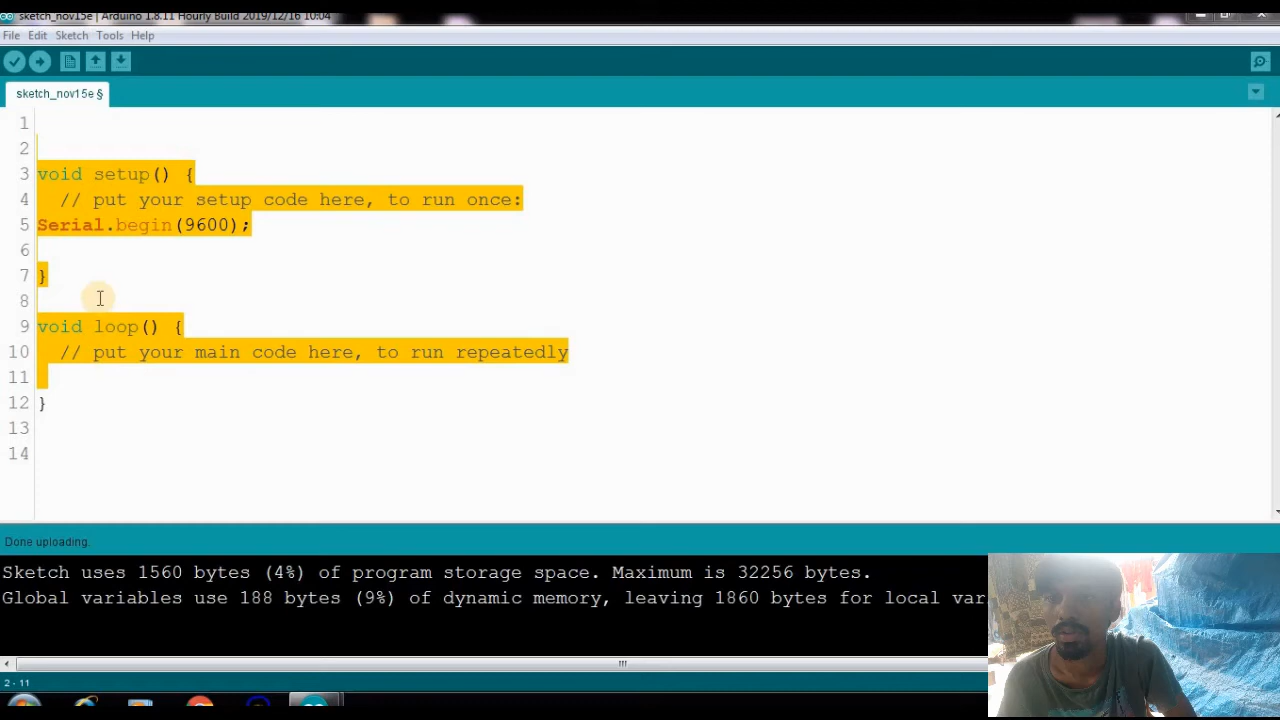 sketch_nov15e | Arduino 1.8.11 Hourly Build 2019/12/16 10:04
File Edit Sketch Tools Help
sketch_nov15e §
1
2
3 void setup() {
4 // put your setup code here, to run once:
5 Serial.begin(9600);
6
7 }
8
9 void loop() {
10 // put your main code here, to run repeatedly
11
12 }
13
14
Done uploading.
Sketch uses 1560 bytes (4%) of program storage space. Maximum is 32256 bytes.
Global variables use 188 bytes (9%) of dynamic memory, leaving 1860 bytes for local var
2 - 11